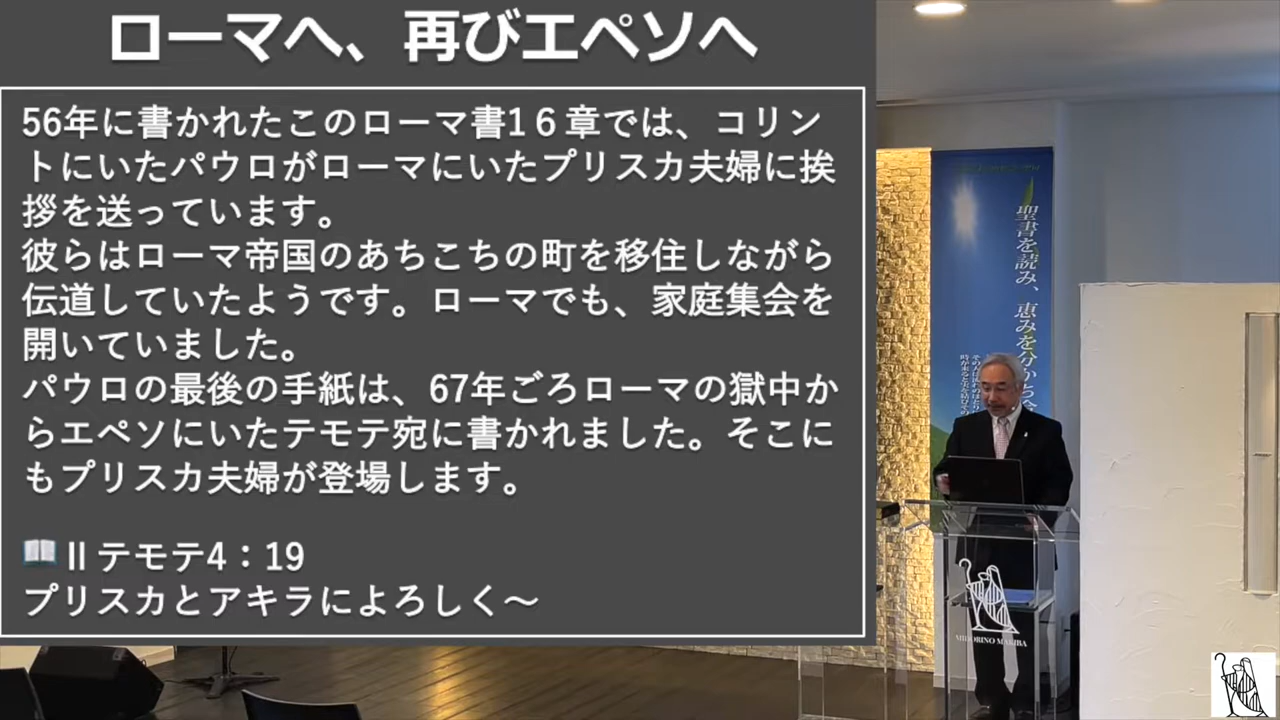 ローマへ、再びエペソへ
56年に書かれたこのローマ書1６章では、コリン
トにいたパウロがローマにいたプリスカ夫婦に挨
拶を送っています。
彼らはローマ帝国のあちこちの町を移住しながら
伝道していたようです。ローマでも、家庭集会を
開いていました。
パウロの最後の手紙は、67年ごろローマの獄中か
らエペソにいたテモテ宛に書かれました。そこに
もプリスカ夫婦が登場します。
📖Ⅱテモテ4：19
プリスカとアキラによろしく～
聖書を読み、恵みを分かち
MIDORINO MAKIBA